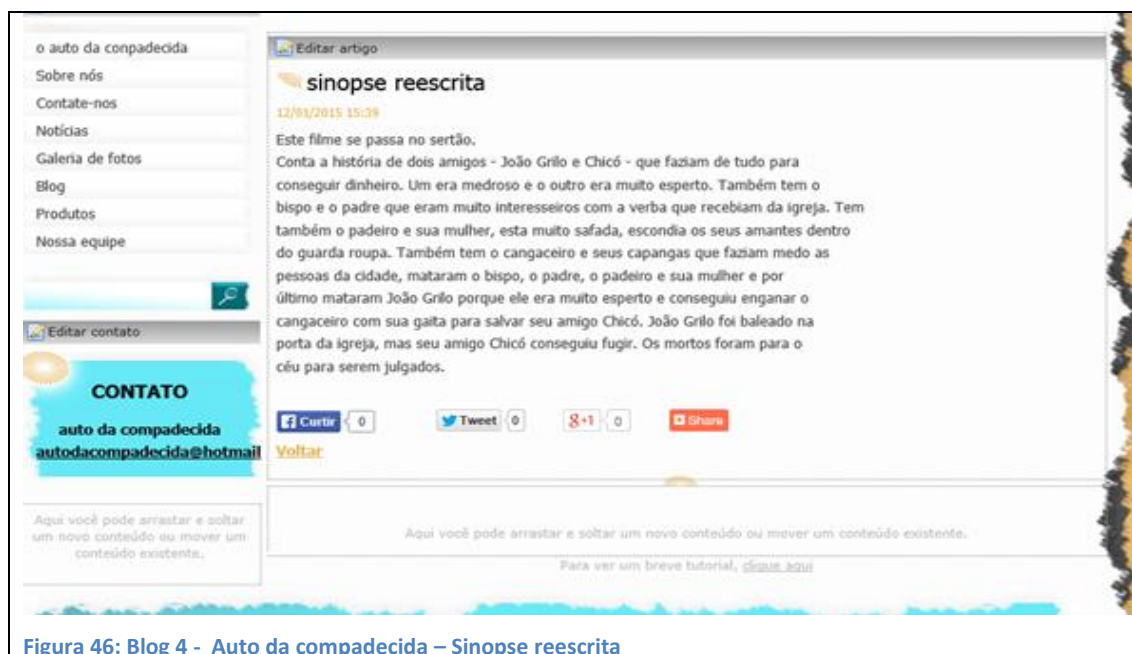 o auto da conpadecida
Sobre nós
Contate-nos
Notícias
Galeria de fotos
Blog
Produtos
Nossa equipe
Editar contato
CONTATO
auto da compadecida
autodacompadecida@hotmail
Aqui você pode arrastar e soltar
um novo conteúdo ou mover um
conteúdo existente.
Editar artigo
sinopse reescrita
12/01/2015 15:39
Este filme se passa no sertão.
Conta a história de dois amigos - João Grilo e Chicó - que faziam de tudo para
conseguir dinheiro. Um era medroso e o outro era muito esperto. Também tem o
bispo e o padre que eram muito interesseiros com a verba que recebiam da igreja. Tem
também o padeiro e sua mulher, esta muito safada, escondia os seus amantes dentro
do guarda roupa. Também tem o cangaceiro e seus capangas que faziam medo as
pessoas da cidade, mataram o bispo, o padre, o padeiro e sua mulher e por
último mataram João Grilo porque ele era muito esperto e conseguiu enganar o
cangaceiro com sua gaita para salvar seu amigo Chicó. João Grilo foi baleado na
porta da igreja, mas seu amigo Chicó conseguiu fugir. Os mortos foram para o
céu para serem julgados.
Curtir 0 Tweet 0 g+1 0 Share
Voltar
Aqui você pode arrastar e soltar um novo conteúdo ou mover um conteúdo existente.
Para ver um breve tutorial, clique aqui
Figura 46: Blog 4 - Auto da compadecida – Sinopse reescrita